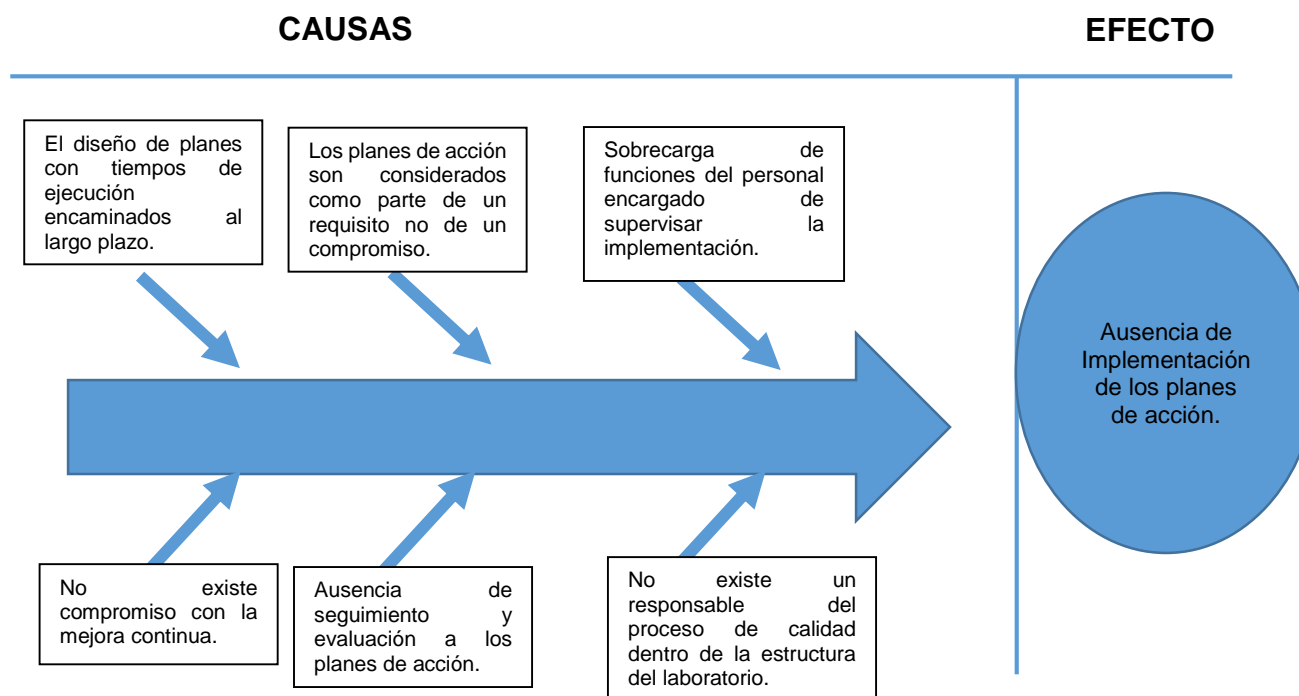 CAUSAS
EFECTO
El diseño de planes
con tiempos de
ejecución
encaminados al
largo plazo.
Los planes de acción
son considerados
como parte de un
requisito no de un
compromiso.
Sobrecarga de
funciones del personal
encargado de
supervisar la
implementación.
Ausencia de
Implementación
de los planes
de acción.
No existe
compromiso con la
mejora continua.
Ausencia de
seguimiento y
evaluación a los
planes de acción.
No existe un
responsable del
proceso de calidad
dentro de la estructura
del laboratorio.